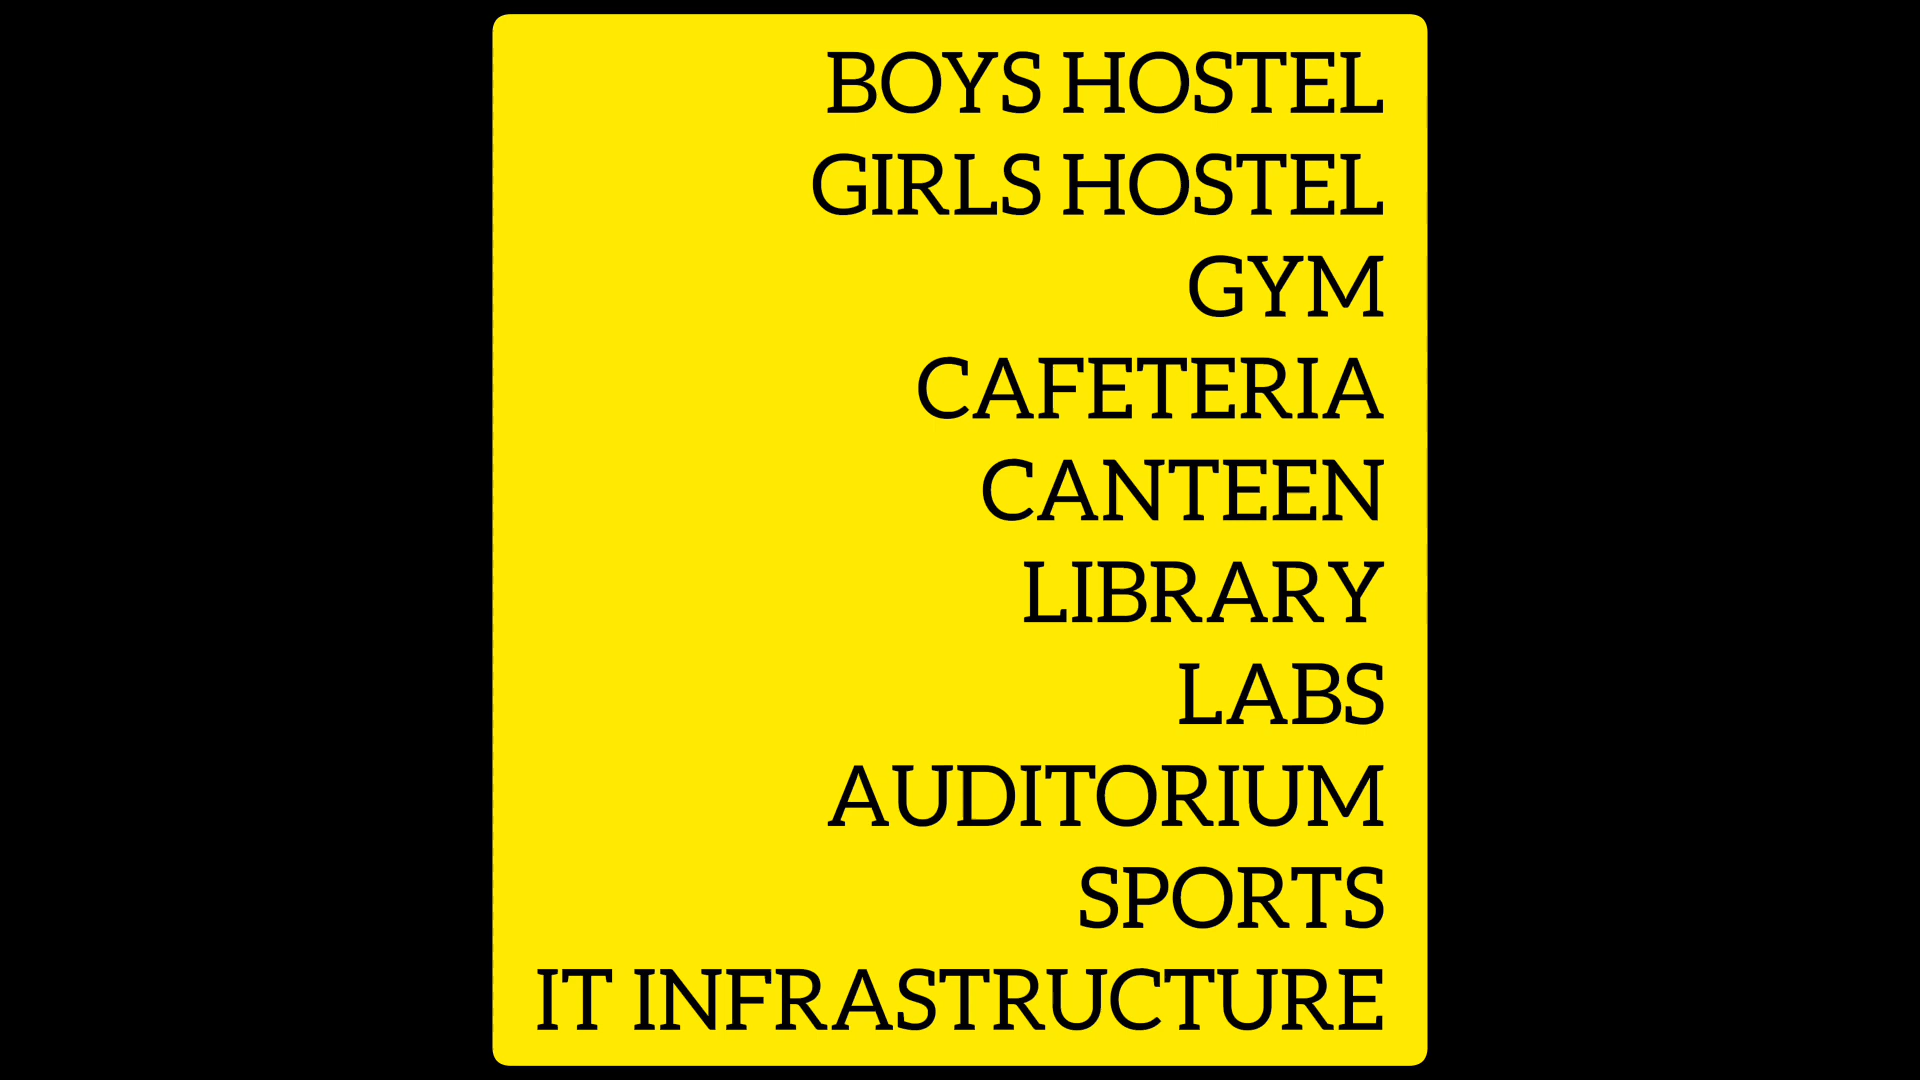 BOYS HOSTEL
GIRLS HOSTEL
GYM
CAFETERIA
CANTEEN
LIBRARY
LABS
AUDITORIUM
SPORTS
IT INFRASTRUCTURE